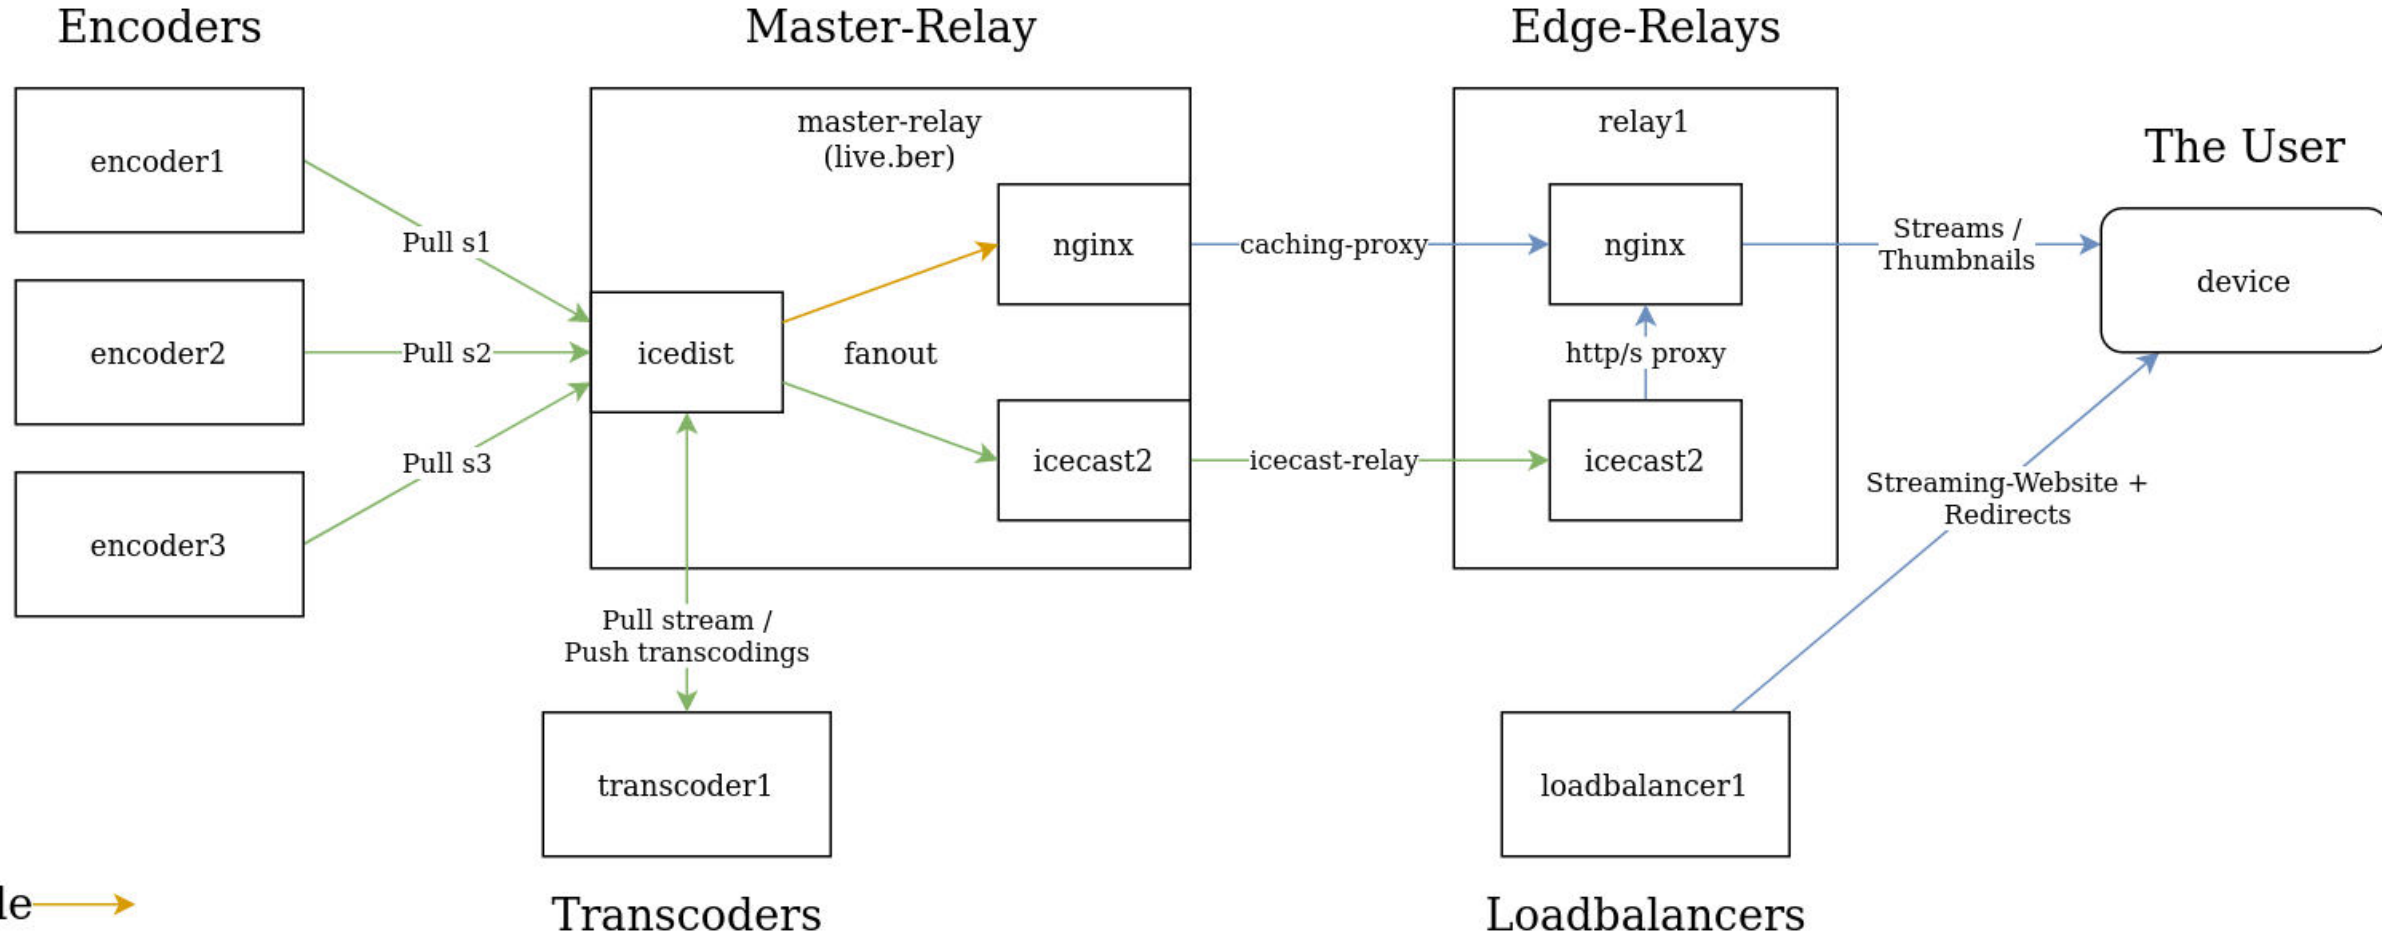 Encoders
Master-Relay
Edge-Relays
The User
encoder1
encoder2
encoder3
Pull s1
Pull s2
Pull s3
master-relay
(live.ber)
icedist
fanout
nginx
icecast2
caching-proxy
icecast-relay
relay1
nginx
http/s proxy
icecast2
Streams /
Thumbnails
device
Streaming-Website +
Redirects
Pull stream /
Push transcodings
transcoder1
loadbalancer1
Transcoders
Loadbalancers